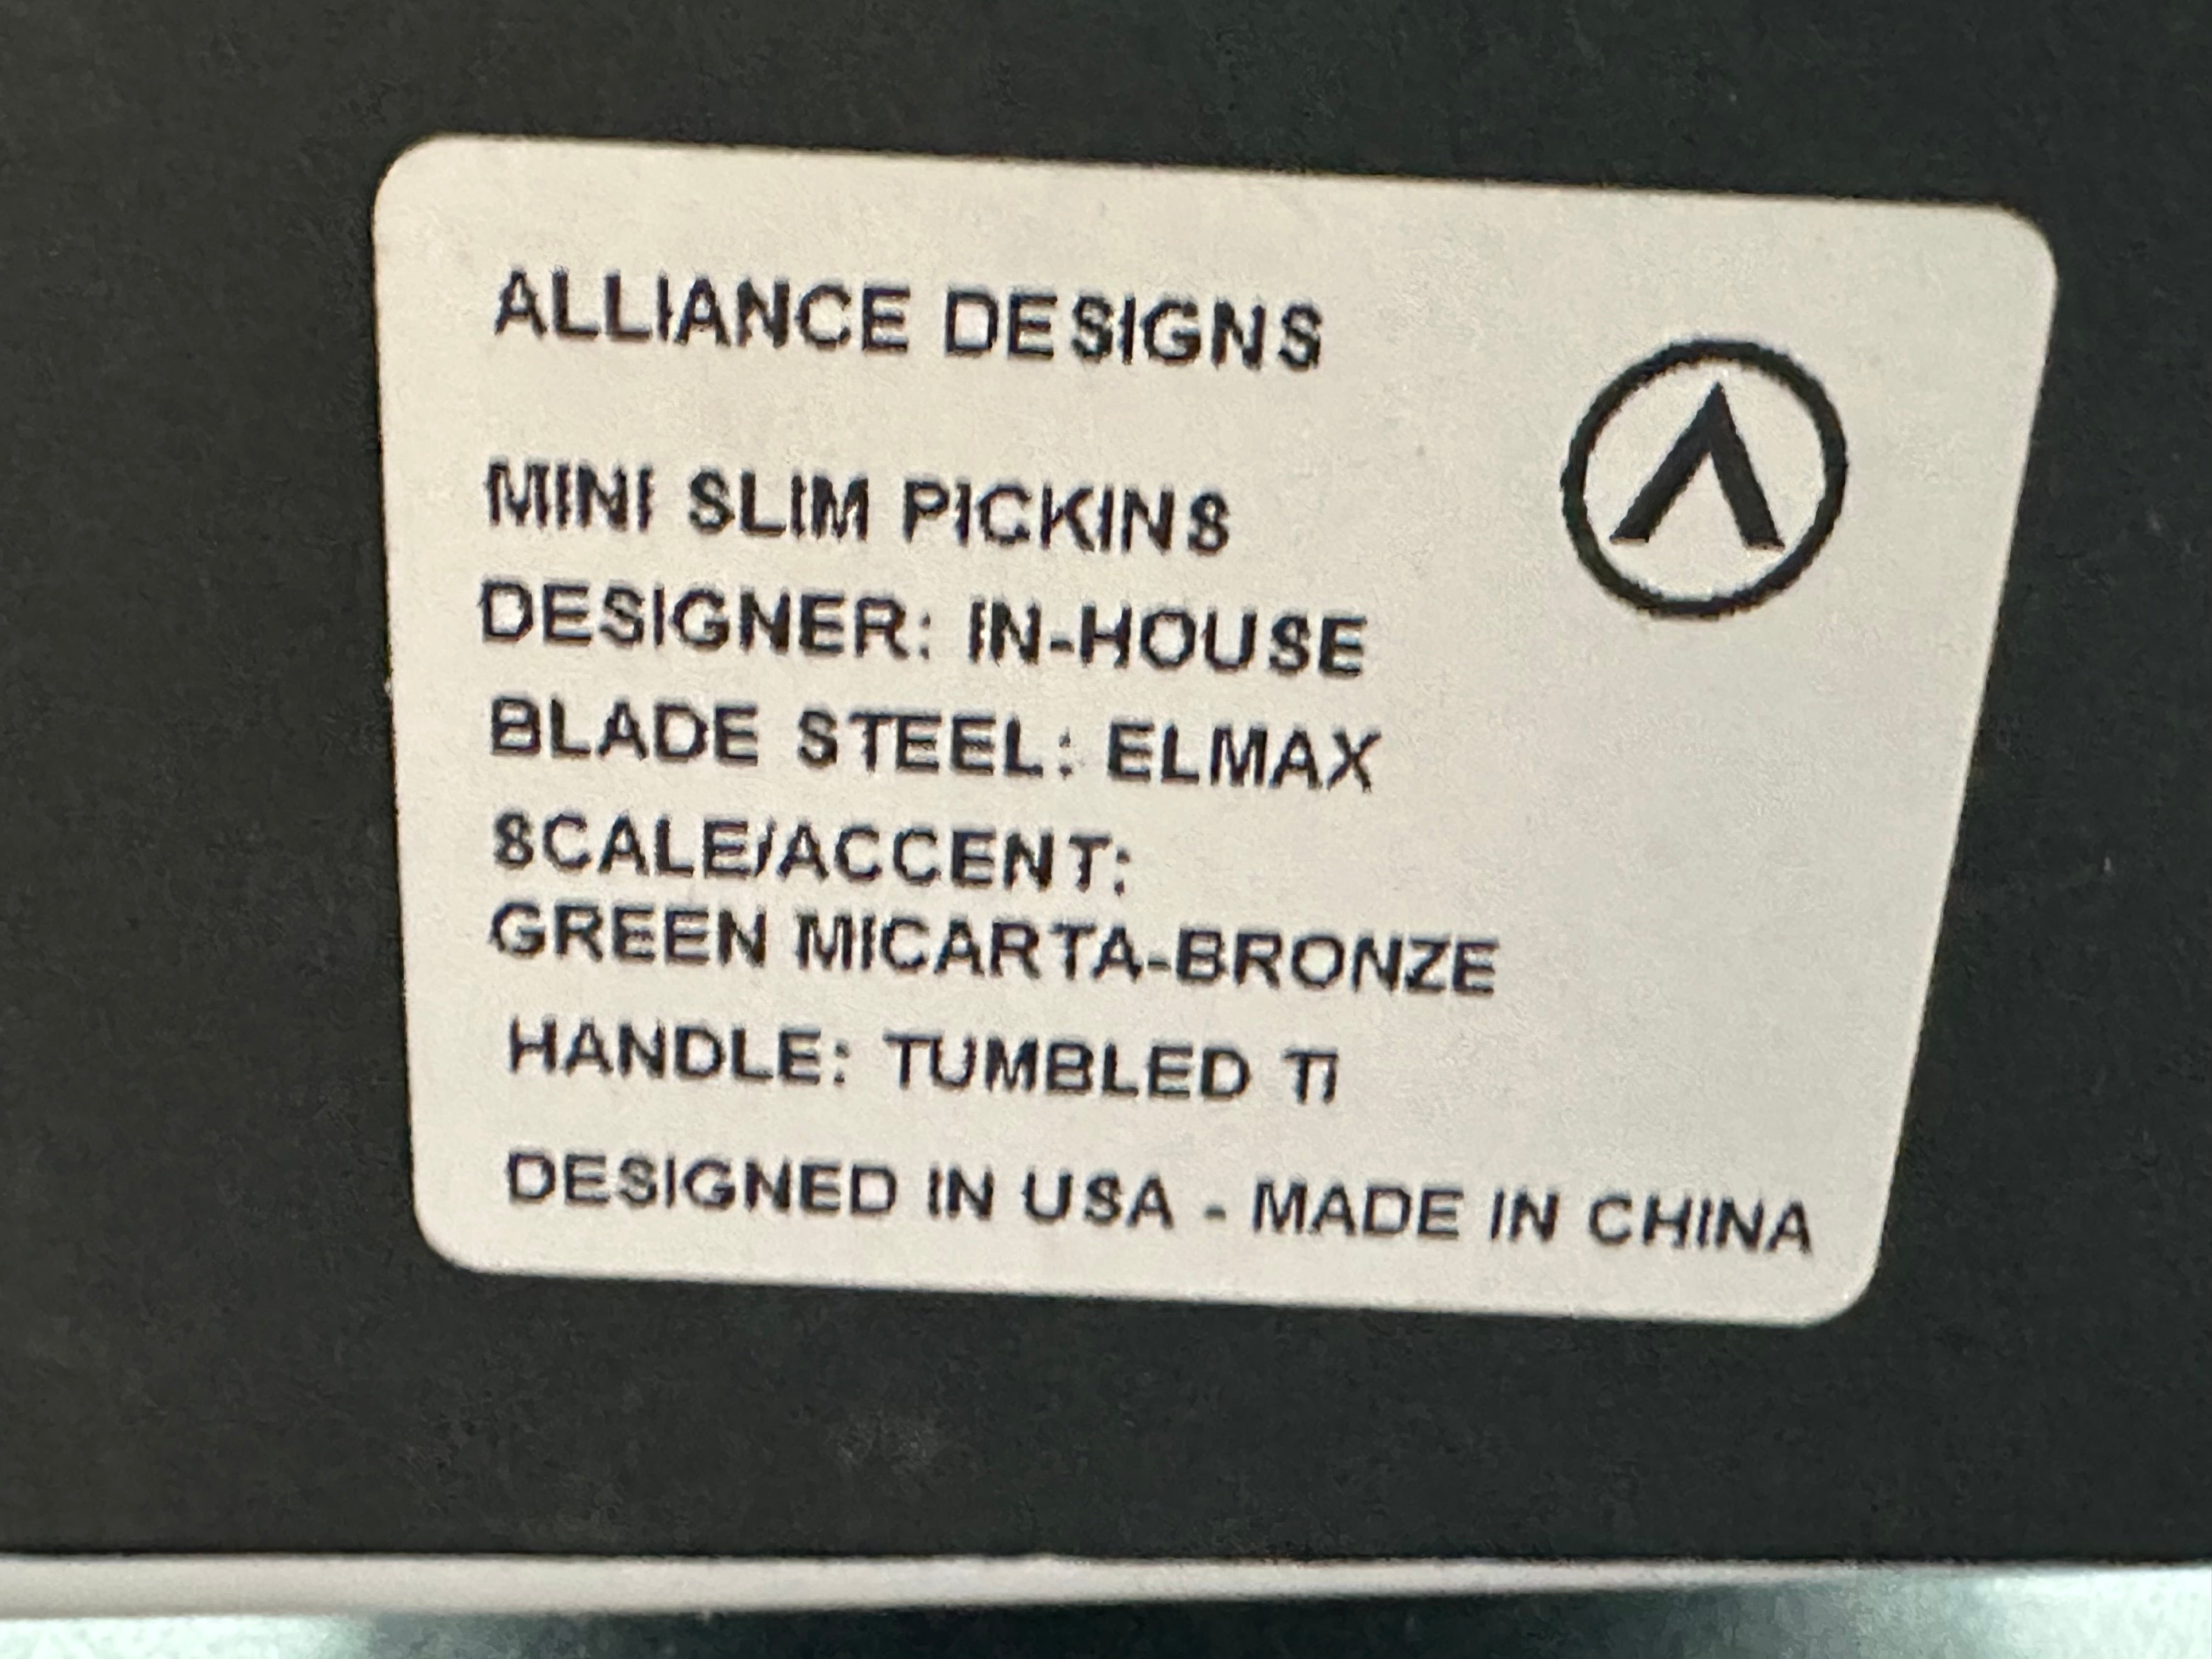 ALLIANCE DESIGNS
MINI SLIM PICKINS
DESIGNER: IN-HOUSE
BLADE STEEL: ELMAX
SCALE/ACCENT:
GREEN MICARTA-BRONZE
HANDLE: TUMBLED TI
DESIGNED IN USA - MADE IN CHINA